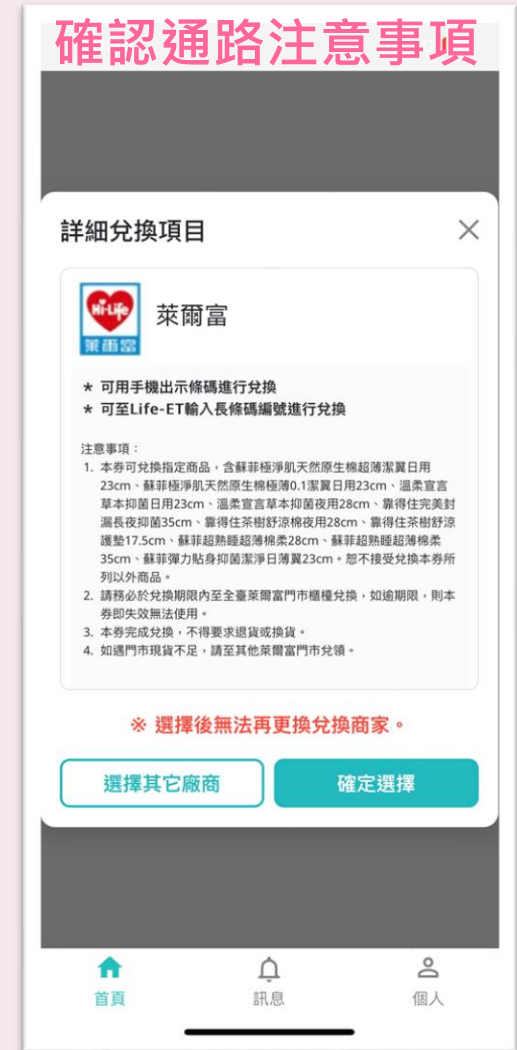 確認通路注意事項
詳細兌換項目
Hi-Life
萊爾富
萊爾富
* 可用手機出示條碼進行兌換
* 可至Life-ET輸入長條碼編號進行兌換
注意事項：
1. 本券可兌換指定商品，含蘇菲極淨肌天然原生棉超薄潔翼日用
23cm、蘇菲極淨肌天然原生棉極薄0.1潔翼日用23cm、溫柔宣言
草本抑菌日用23cm、溫柔宣言草本抑菌夜用28cm、靠得住完美封
漏長夜抑菌35cm、靠得住茶樹舒涼棉夜用28cm、靠得住茶樹舒涼
護墊17.5cm、蘇菲超熟睡超薄棉柔28cm、蘇菲超熟睡超薄棉柔
35cm、蘇菲彈力貼身抑菌潔淨日薄翼23cm。恕不接受兌換本券所
列以外商品。
2. 請務必於兌換期限內至全臺萊爾富門市櫃檯兌換，如逾期限，則本
券即失效無法使用。
3. 本券完成兌換，不得要求退貨或換貨。
4. 如遇門市現貨不足，請至其他萊爾富門市兌領。
※ 選擇後無法再更換兌換商家。
選擇其它廠商
確定選擇
首頁
訊息
個人